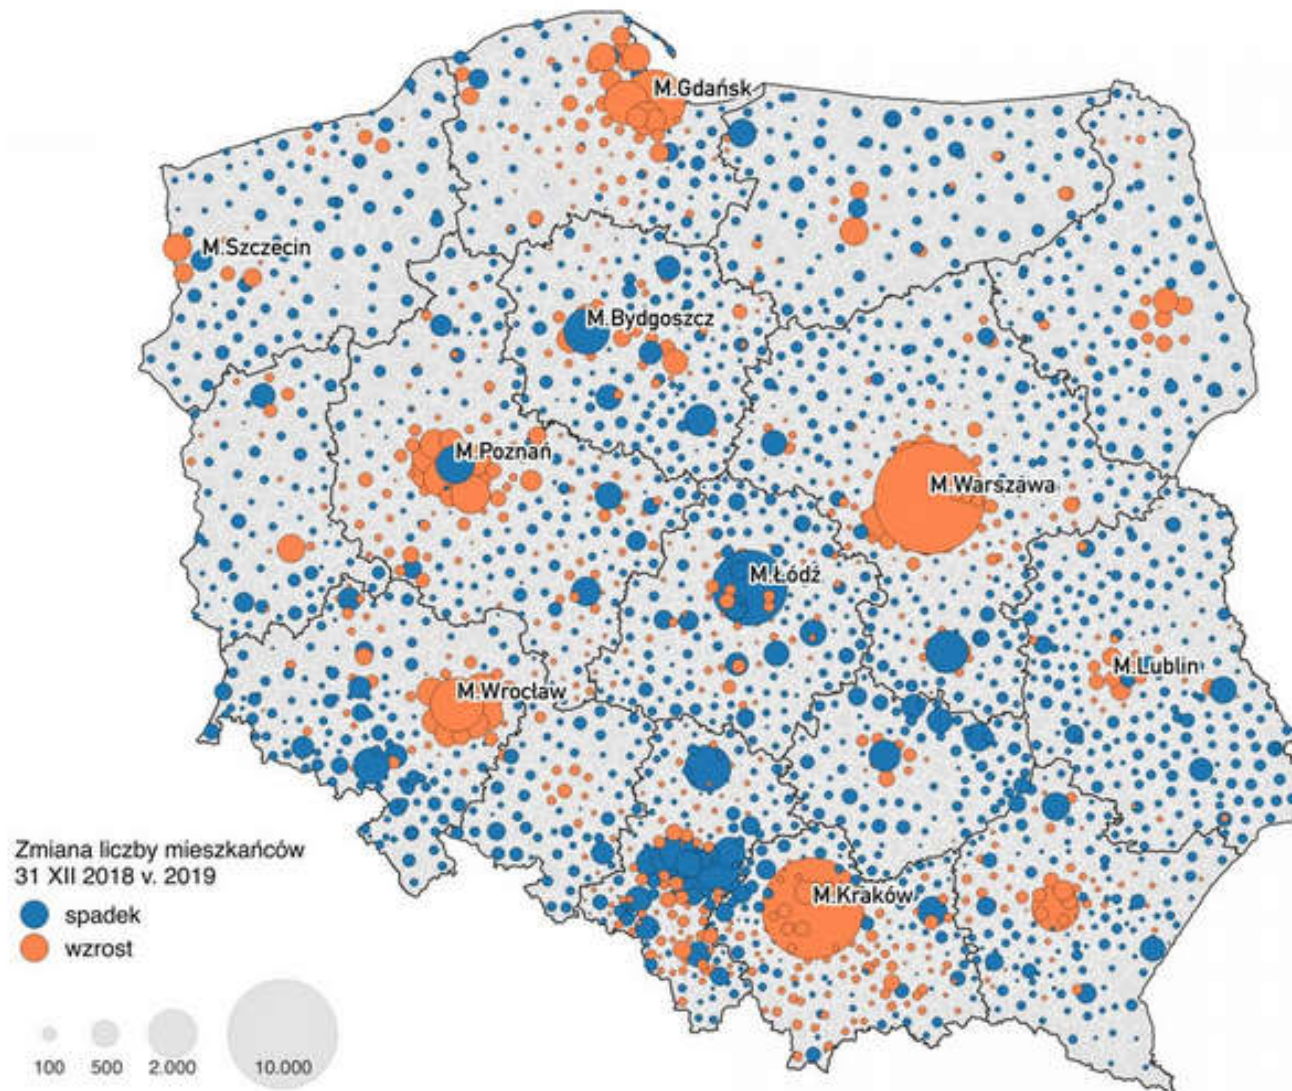 M.Gdańsk
M.Szczecin
M.Bydgoszcz
M.Poznań
M.Warszawa
M.Łódź
M.Lublin
M.Wrocław
M.Kraków
Zmiana liczby mieszkańców
31 XII 2018 v. 2019
spadek
wzrost
100 500 2.000 10.000